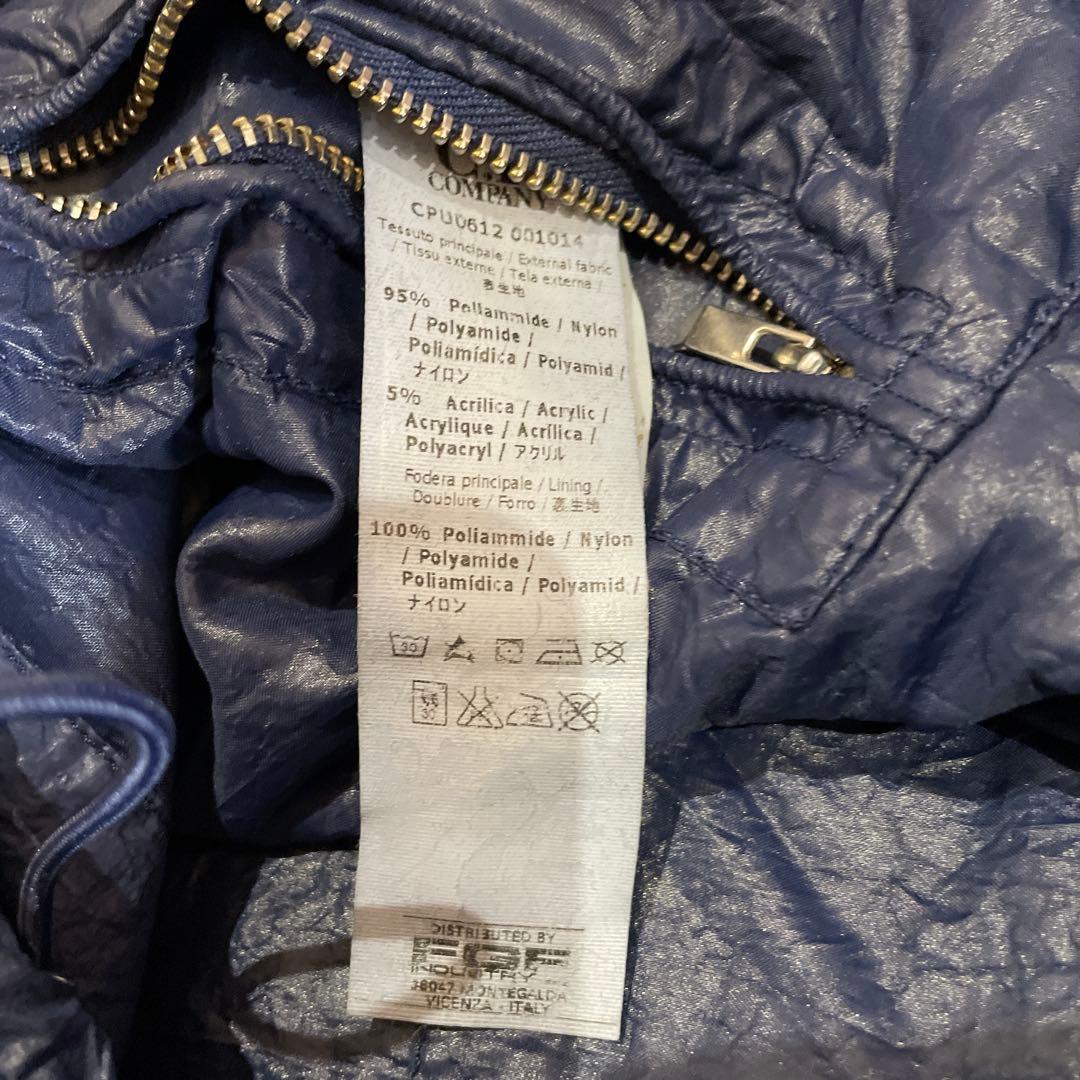 COMPANY
CPU0612 001014
Tessuto principale / External fabric
/ Tissu externe / Tela externa /
表生地
95% Poliammide / Nylon
/ Polyamide /
Poliamídica / Polyamid /
ナイロン
5% Acrilica / Acrylic /
Acrylique / Acrílica /
Polyacryl / アクリル
Fodera principale / Lining /
Doublure / Forro / 裏生地
100% Poliammide / Nylon
/ Polyamide /
Poliamídica / Polyamid /
ナイロン
30
30
DISTRIBUTED BY
FGF
INDUSTRY
36047 MONTEGALDA
VICENZA - ITALY